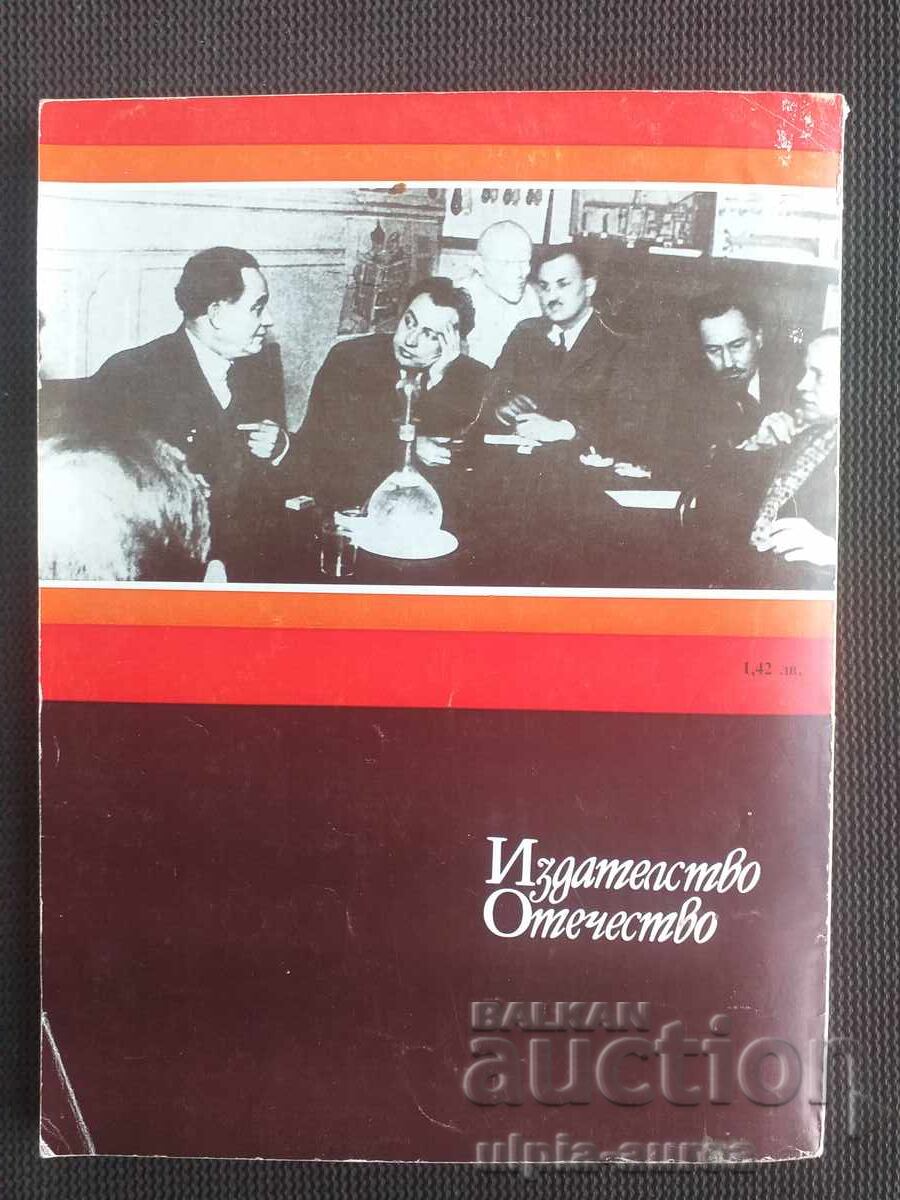 1,42 лв.
Издателство
Отечество
BALKAN
auction
ulpia-aurea